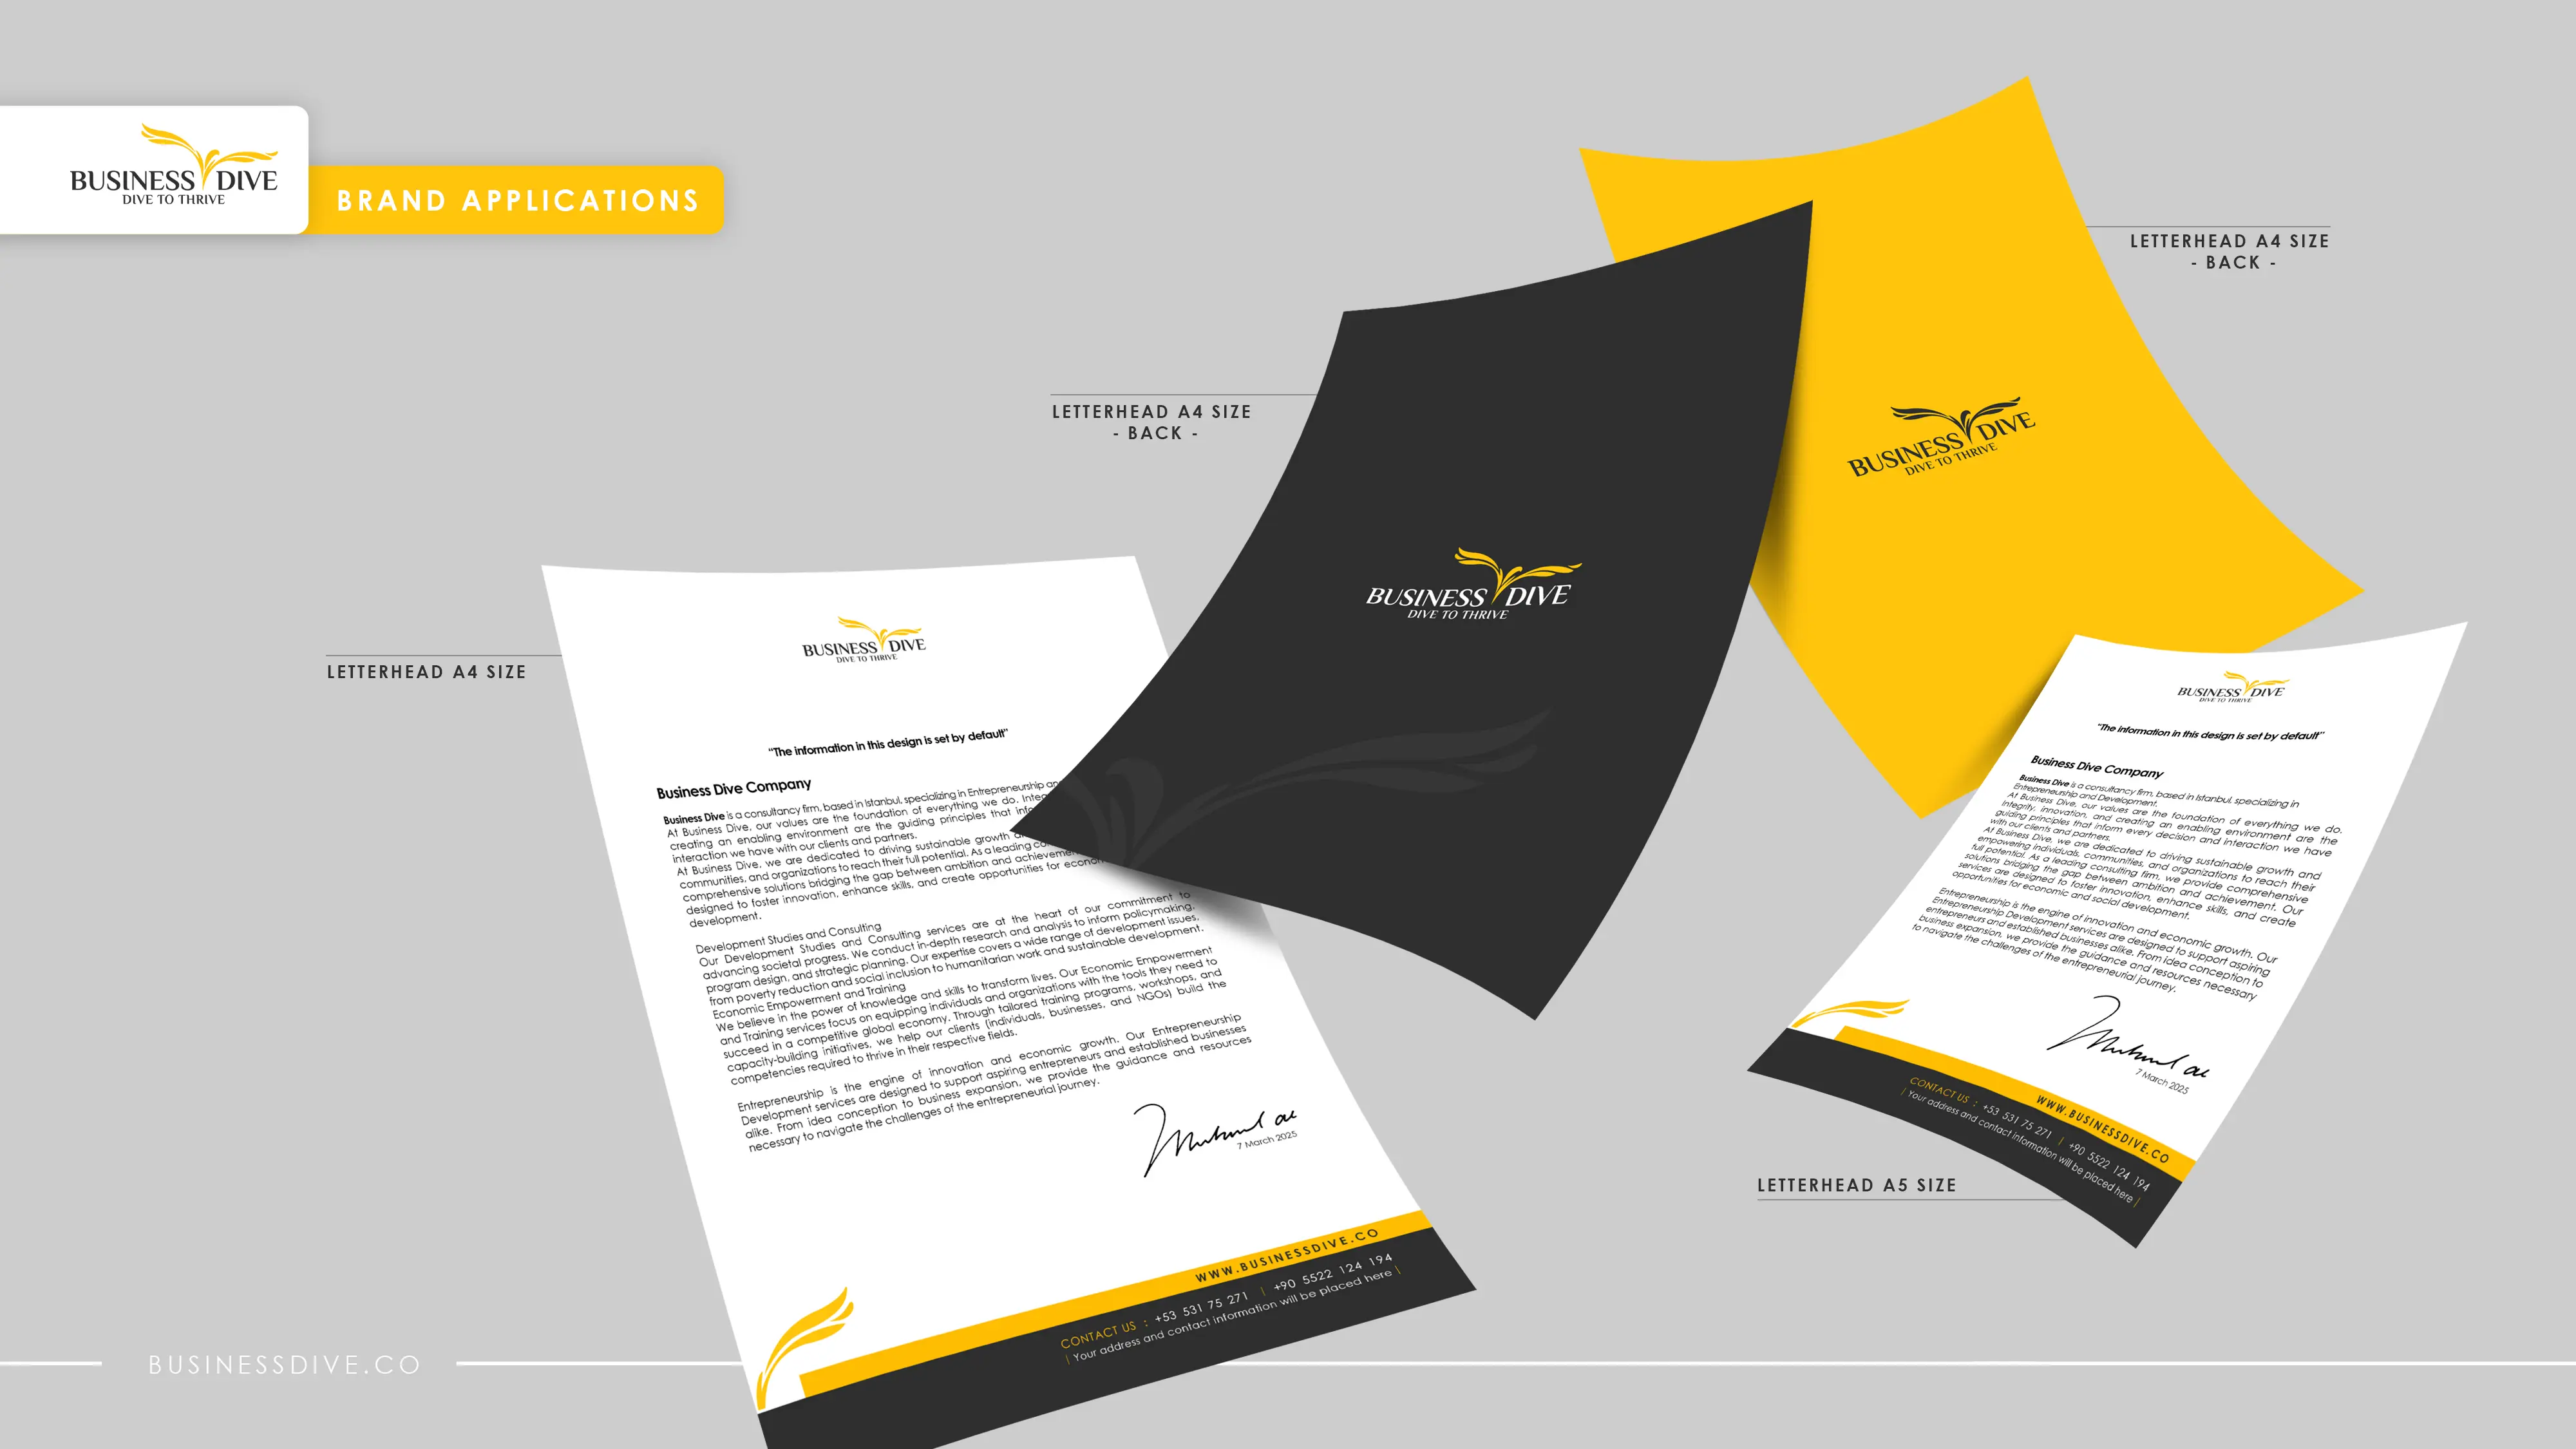 BUSINESS DIVE
DIVE TO THRIVE
BRAND APPLICATIONS
LETTERHEAD A4 SIZE
- BACK -
LETTERHEAD A4 SIZE
- BACK -
BUSINESS DIVE
DIVE TO THRIVE
BUSINESS DIVE
DIVE TO THRIVE
LETTERHEAD A4 SIZE
BUSINESS DIVE
DIVE TO THRIVE
"The information in this design is set by default"
Business Dive Company
Business Dive is a consultancy firm, based in Istanbul, specializing in Entrepreneurship
At Business Dive, our values are the foundation of everything we do.
creating an enabling environment are the guiding principles that
interaction we have with our clients and partners.
At Business Dive, we are dedicated to driving sustainable growth
communities, and organizations to reach their full potential. As a leading
comprehensive solutions bridging the gap between ambition and
designed to foster innovation, enhance skills, and create opportunities for
development.
Development Studies and Consulting
Our Development Studies and Consulting services are at the heart of our commitment to
advancing societal progress. We conduct in-depth research and analysis to inform policymaking,
program design, and strategic planning. Our expertise covers a wide range of development issues,
from poverty reduction and social inclusion to humanitarian work and sustainable development.
Economic Empowerment and Training
We believe in the power of knowledge and skills to transform lives. Our Economic Empowerment
and Training services focus on equipping individuals and organizations with the tools they need to
succeed in a competitive global economy. Through tailored training programs, workshops, and
capacity-building initiatives, we help our clients (individuals, businesses, and NGOs) build the
competencies required to thrive in their respective fields.
Entrepreneurship is the engine of innovation and economic growth. Our Entrepreneurship
Development services are designed to support aspiring entrepreneurs and established businesses
alike. From idea conception to business expansion, we provide the guidance and resources
necessary to navigate the challenges of the entrepreneurial journey.
7 March 2025
WWW.BUSINESSDIVE.CO
CONTACT US : +53 531 75 271 | +90 5522 124 194
| Your address and contact information will be placed here |
BUSINESS DIVE
DIVE TO THRIVE
"The information in this design is set by default"
Business Dive Company
Business Dive is a consultancy firm, based in Istanbul, specializing in
Entrepreneurship and Development.
At Business Dive, our values are the foundation of everything we do.
Integrity, innovation, and creating an enabling environment are the
guiding principles that inform every decision and interaction we have
with our clients and partners.
At Business Dive, we are dedicated to driving sustainable growth and
empowering individuals, communities, and organizations to reach their
full potential. As a leading consulting firm, we provide comprehensive
solutions bridging the gap between ambition and achievement. Our
services are designed to foster innovation, enhance skills, and create
opportunities for economic and social development.
Entrepreneurship is the engine of innovation and economic growth. Our
Entrepreneurship Development services are designed to support aspiring
entrepreneurs and established businesses alike. From idea conception to
business expansion, we provide the guidance and resources necessary
to navigate the challenges of the entrepreneurial journey.
7 March 2025
WWW.BUSINESSDIVE.CO
CONTACT US : +53 531 75 271 | +90 5522 124 194
| Your address and contact information will be placed here |
LETTERHEAD A5 SIZE
BUSINESSDIVE.CO